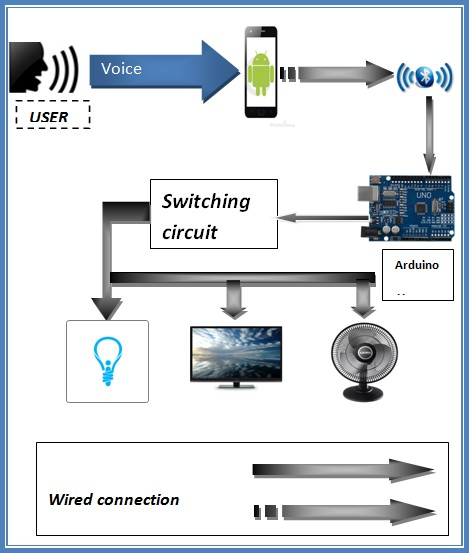 Voice
USER
UNO
Switching
circuit
Arduino
Wired connection